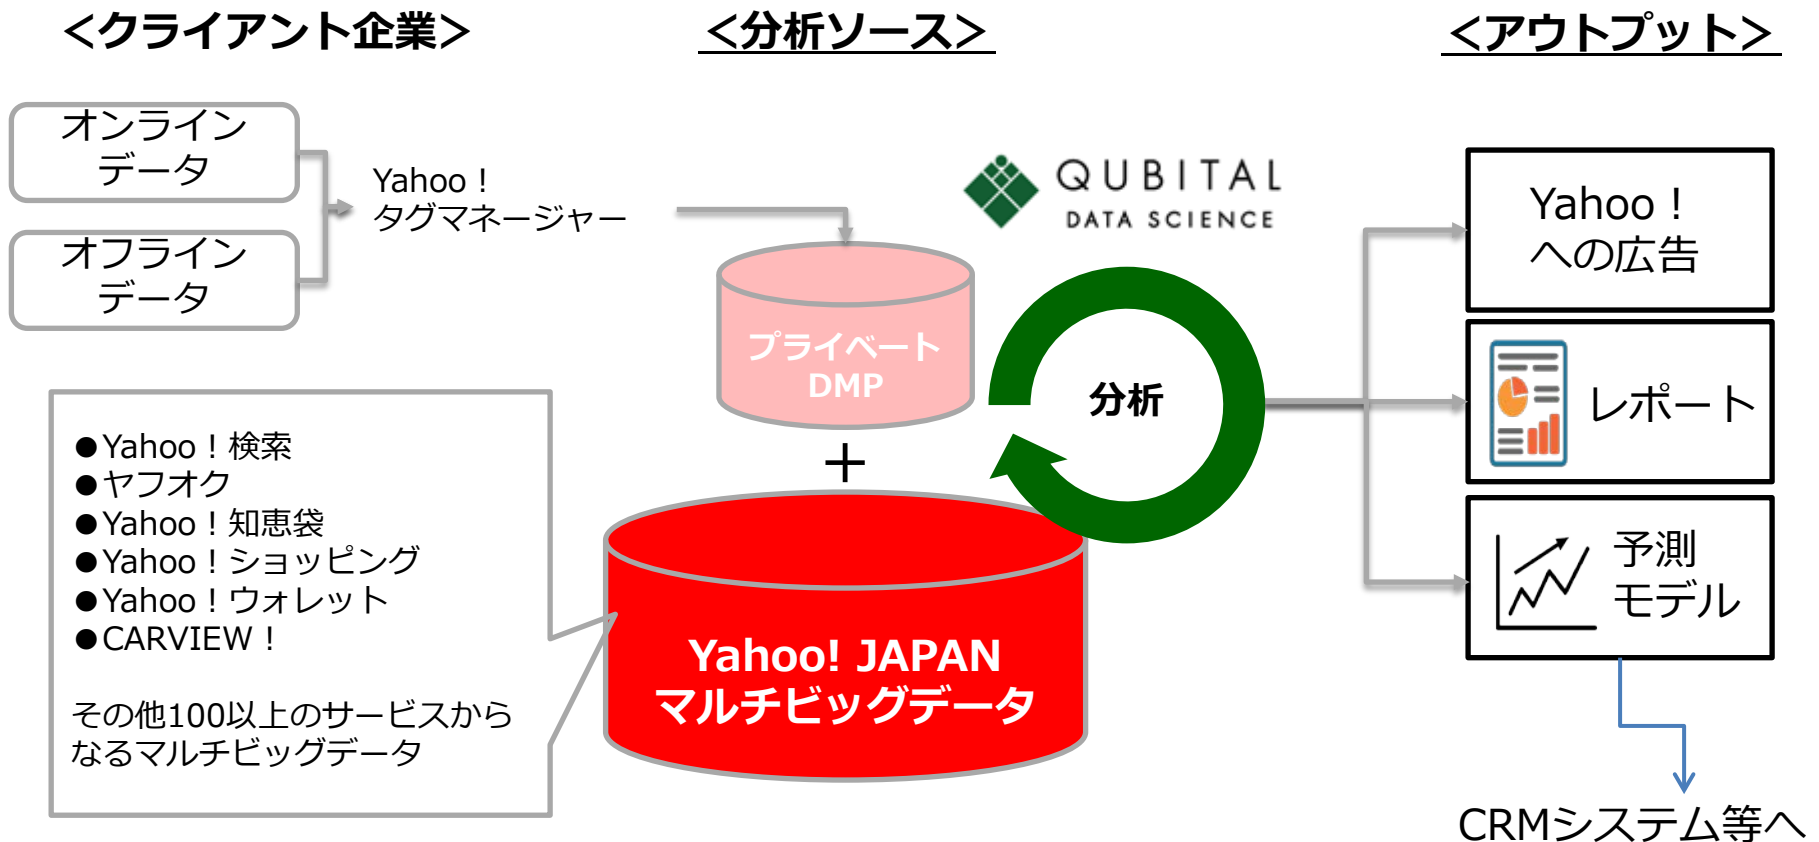 <クライアント企業>
<分析ソース>
<アウトプット>
オンライン
データ
オフライン
データ
Yahoo！
タグマネージャー
QUBITAL
DATA SCIENCE
プライベート
DMP
＋
分析
Yahoo！
への広告
レポート
予測
モデル
●Yahoo！検索
●ヤフオク
●Yahoo！知恵袋
●Yahoo！ショッピング
●Yahoo！ウォレット
●CARVIEW！
その他100以上のサービスから
なるマルチビッグデータ
Yahoo! JAPAN
マルチビッグデータ
CRMシステム等へ